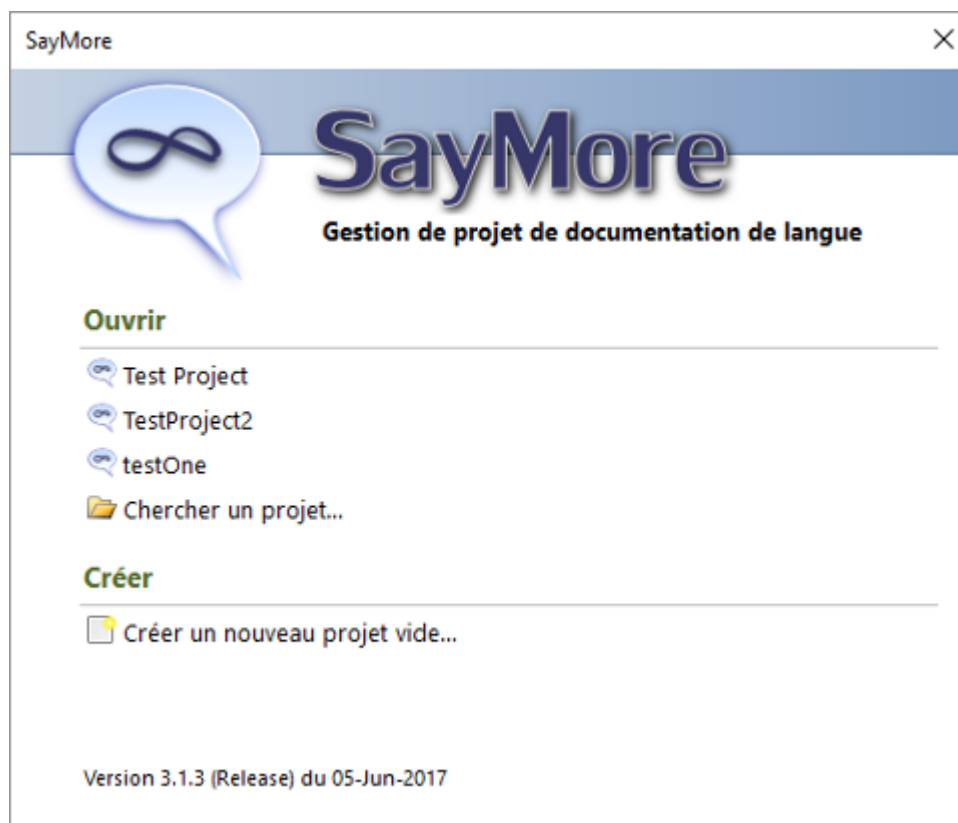 SayMore
SayMore
Gestion de projet de documentation de langue
Ouvrir
Test Project
TestProject2
testOne
Chercher un projet...
Créer
Créer un nouveau projet vide...
Version 3.1.3 (Release) du 05-Jun-2017